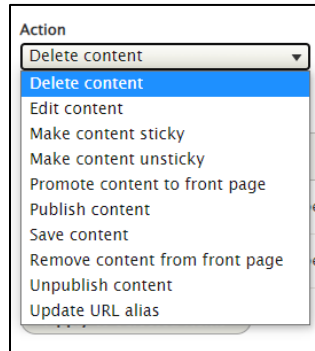 Action
Delete content
Delete content
Edit content
Make content sticky
Make content unsticky
Promote content to front page
Publish content
Save content
Remove content from front page
Unpublish content
Update URL alias